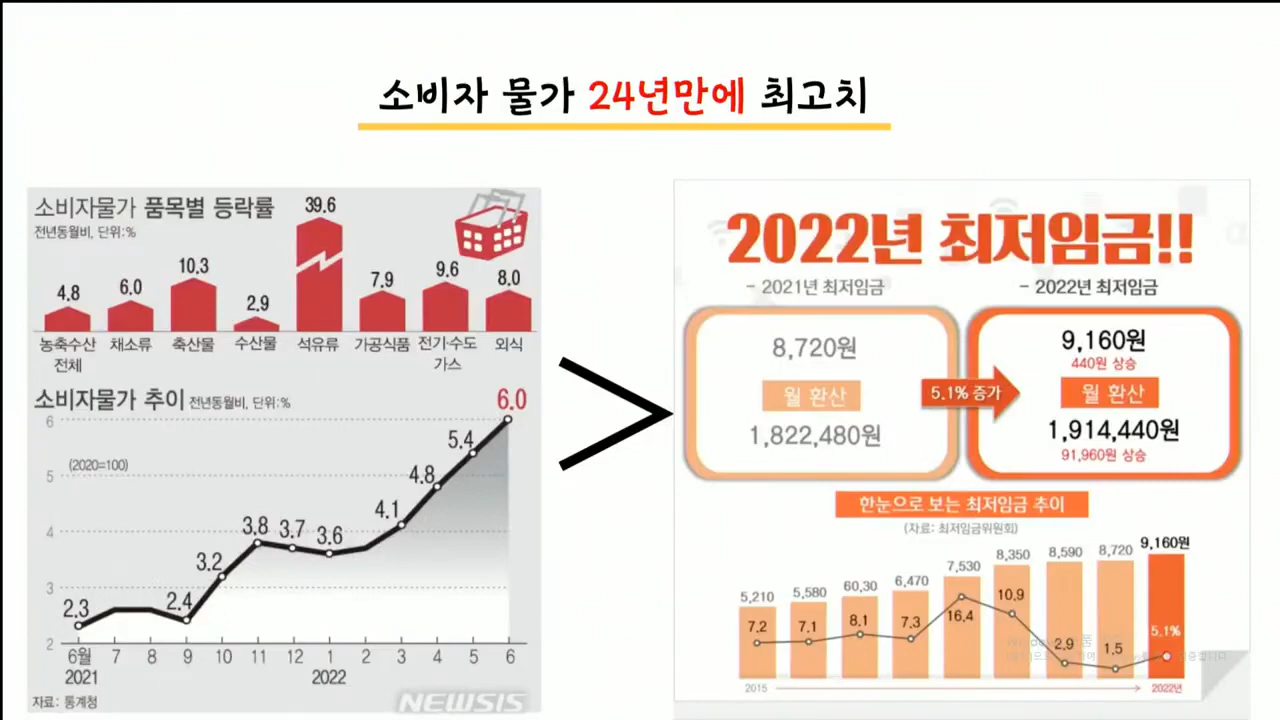 소비자 물가 24년만에 최고치
소비자물가 품목별 등락률
전년동월비, 단위:%
4.8 6.0 10.3 2.9 39.6 7.9 9.6 8.0
농축수산 전체 채소류 축산물 수산물 석유류 가공식품 전기·수도 가스 외식
소비자물가 추이 전년동월비, 단위:%
(2020=100)
6
5
4
3
2
2.3 2.4 3.2 3.8 3.7 3.6 4.1 4.8 5.4 6.0
6월 7 8 9 10 11 12 1 2 3 4 5 6
2021 2022
자료: 통계청
NEWSIS
>
2022년 최저임금!!
- 2021년 최저임금
8,720원
월 환산
1,822,480원
5.1% 증가
- 2022년 최저임금
9,160원
440원 상승
월 환산
1,914,440원
91,960원 상승
한눈으로 보는 최저임금 추이
(자료: 최저임금위원회)
5,210 5,580 60,30 6,470 7,530 8,350 8,590 8,720 9,160원
7.2 7.1 8.1 7.3 16.4 10.9 2.9 1.5 5.1%
2015 2022년